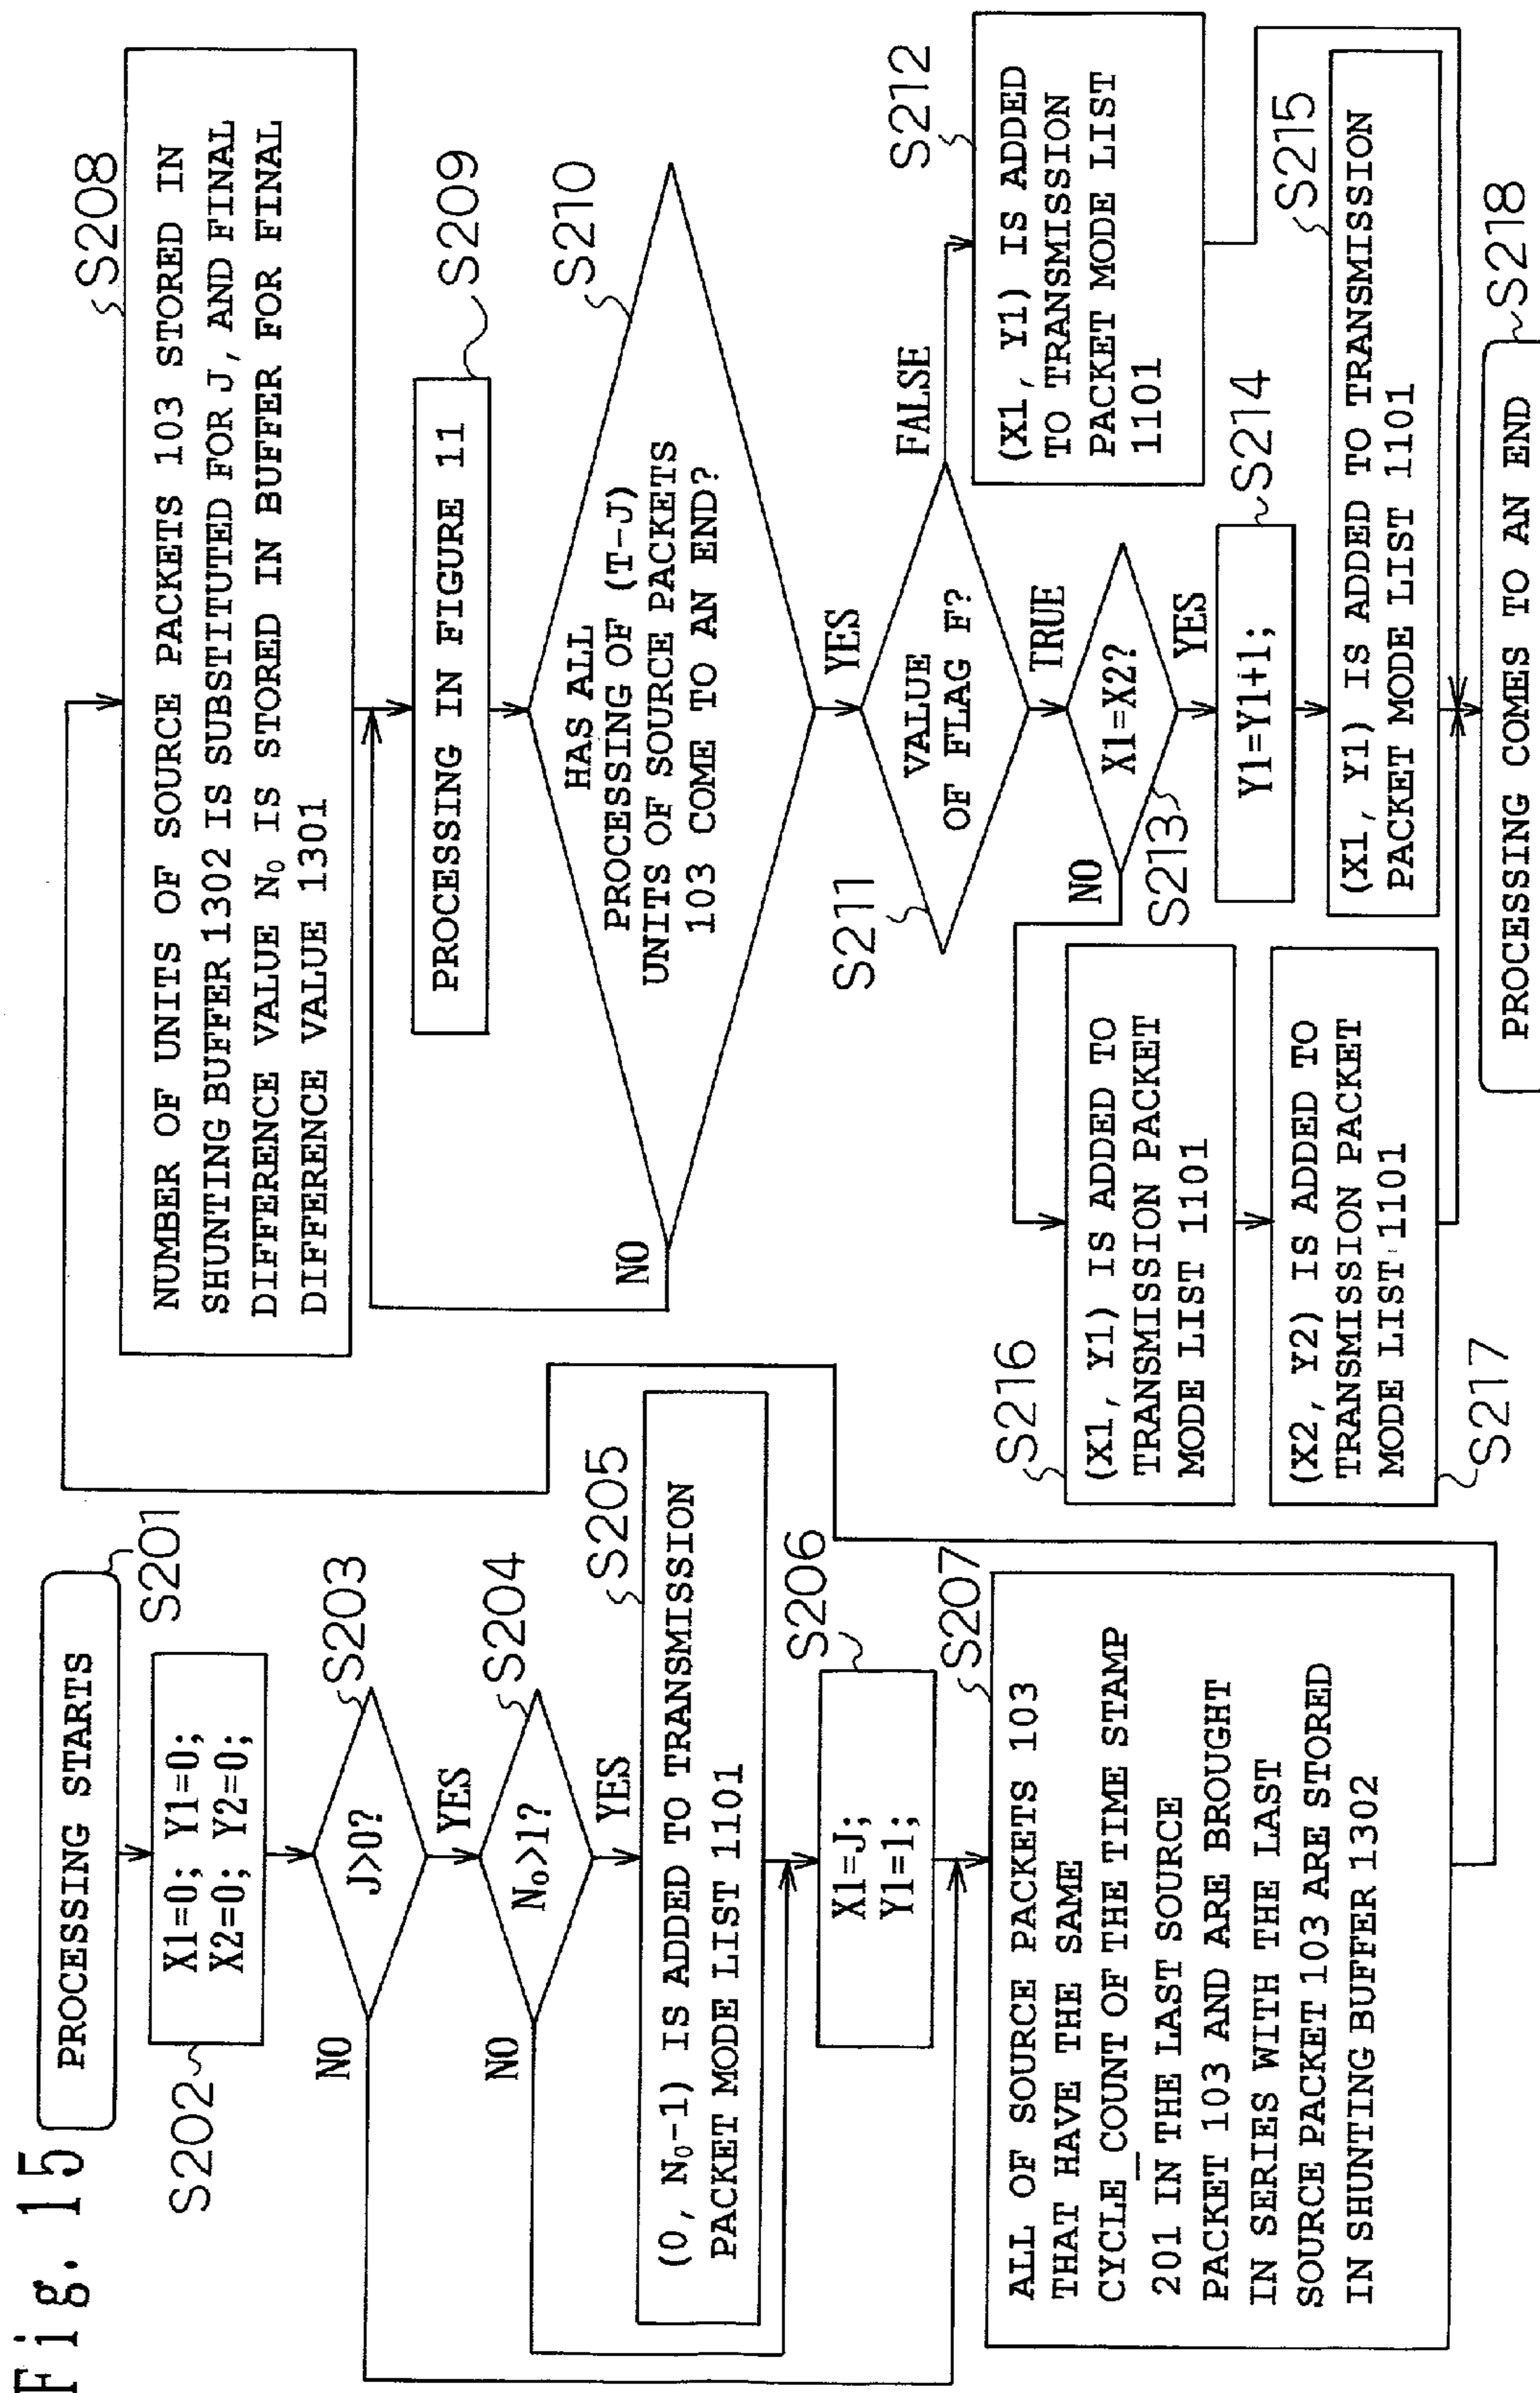 Fig. 15
PROCESSING STARTS
S201
X1=0; Y1=0;
X2=0; Y2=0;
S202
J>0?
S203
NO
YES
N₀>1?
S204
NO
YES
(0, N₀-1) IS ADDED TO TRANSMISSION
PACKET MODE LIST 1101
S205
X1=J;
Y1=1;
S206
ALL OF SOURCE PACKETS 103
THAT HAVE THE SAME
CYCLE_COUNT OF THE TIME STAMP
201 IN THE LAST SOURCE
PACKET 103 AND ARE BROUGHT
IN SERIES WITH THE LAST
SOURCE PACKET 103 ARE STORED
IN SHUNTING BUFFER 1302
S207
S208
NUMBER OF UNITS OF SOURCE PACKETS 103 STORED IN
SHUNTING BUFFER 1302 IS SUBSTITUTED FOR J, AND FINAL
DIFFERENCE VALUE N₀ IS STORED IN BUFFER FOR FINAL
DIFFERENCE VALUE 1301
PROCESSING IN FIGURE 11
S209
HAS ALL
PROCESSING OF (T-J)
UNITS OF SOURCE PACKETS
103 COME TO AN END?
S210
NO
YES
VALUE
OF FLAG F?
S211
FALSE
TRUE
S212
(X1, Y1) IS ADDED
TO TRANSMISSION
PACKET MODE LIST
1101
X1=X2?
S213
NO
YES
Y1=Y1+1;
S214
S215
(X1, Y1) IS ADDED TO TRANSMISSION
PACKET MODE LIST 1101
S216
(X1, Y1) IS ADDED TO
TRANSMISSION PACKET
MODE LIST 1101
(X2, Y2) IS ADDED TO
TRANSMISSION PACKET
MODE LIST 1101
S217
PROCESSING COMES TO AN END
S218